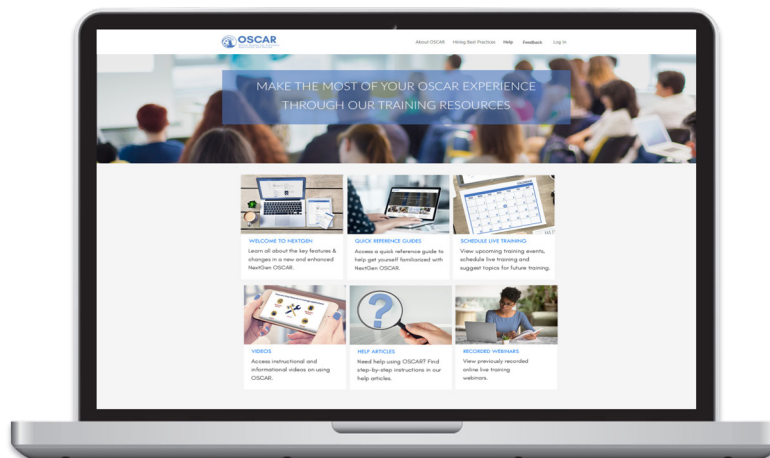 OSCAR
About OSCAR Hiring Best Practices Help Feedback Log In
MAKE THE MOST OF YOUR OSCAR EXPERIENCE
THROUGH OUR TRAINING RESOURCES
WELCOME TO NEXTGEN
Learn all about the key features &
changes in a new and enhanced
NextGen OSCAR.
QUICK REFERENCE GUIDES
Access a quick reference guide to
help get yourself familiarized with
NextGen OSCAR.
SCHEDULE LIVE TRAINING
View upcoming training events,
schedule live training and
suggest topics for future training.
VIDEOS
Access instructional and
informational videos on using
OSCAR.
HELP ARTICLES
Need help using OSCAR? Find
step-by-step instructions in our
help articles.
RECORDED WEBINARS
View previously recorded
online live training
webinars.